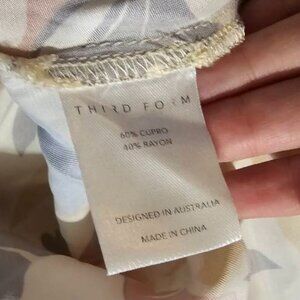 THIRD FORM
60% CUPRO
40% RAYON
DESIGNED IN AUSTRALIA
MADE IN CHINA